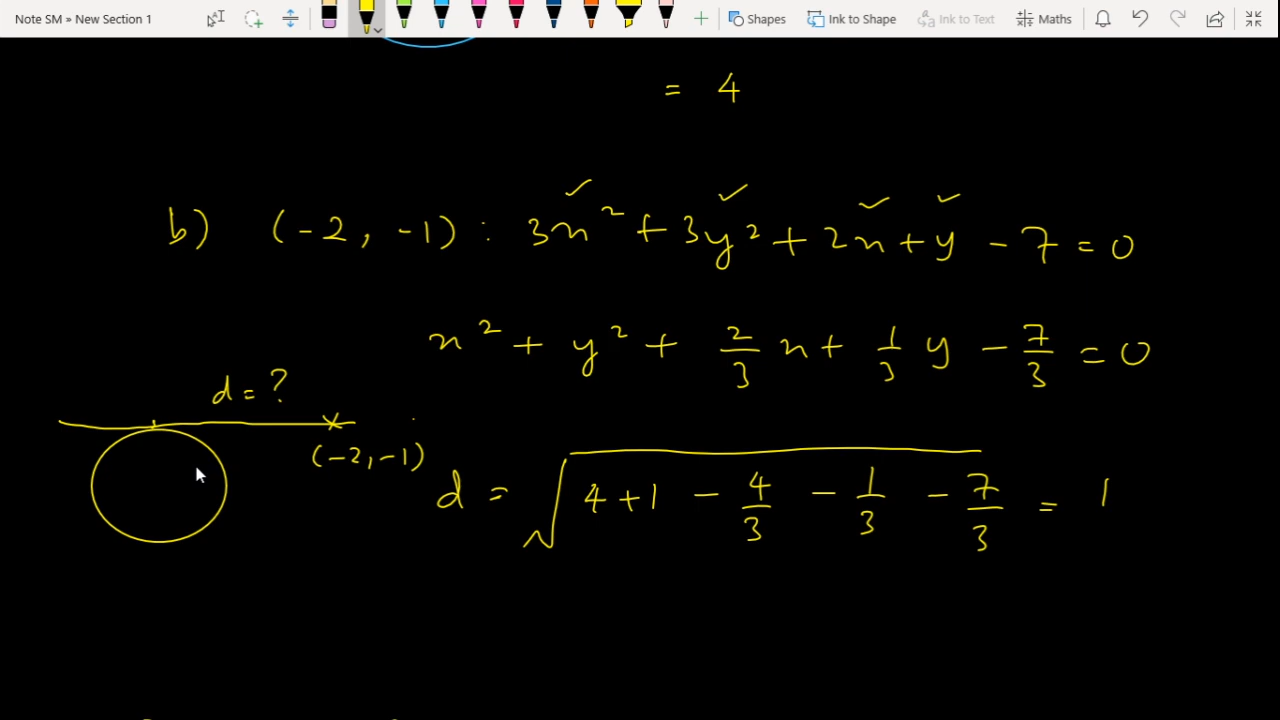 Note SM » New Section 1
Shapes
Ink to Shape
Ink to Text
Maths
= 4
b) (-2, -1) : 3x² + 3y² + 2x + y - 7 = 0
x² + y² + 2/3 x + 1/3 y - 7/3 = 0
d = ?
(-2, -1)
d = √(4 + 1 - 4/3 - 1/3 - 7/3) = 1